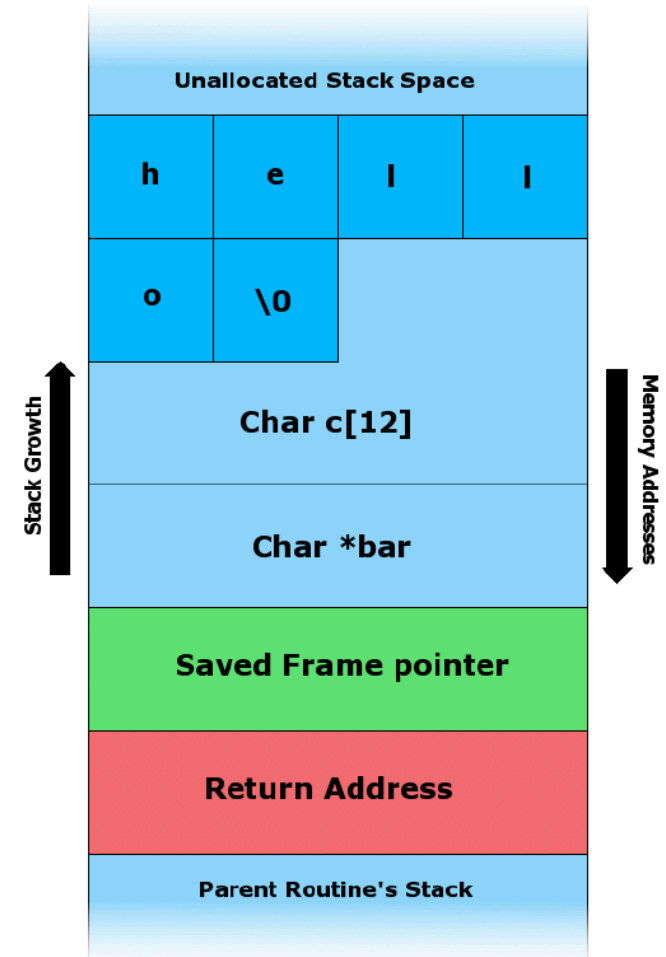 Unallocated Stack Space
h e l l
o \0
Char c[12]
Stack Growth
Memory Addresses
Char *bar
Saved Frame pointer
Return Address
Parent Routine's Stack